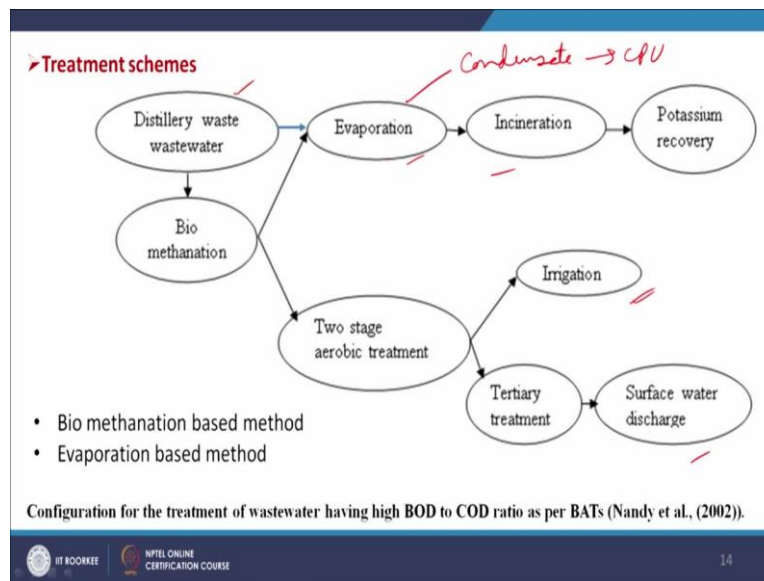 ➢Treatment schemes
Condensate → CPU
Distillery waste
wastewater
Evaporation
Incineration
Potassium
recovery
Bio
methanation
Irrigation
Two stage
aerobic treatment
Tertiary
treatment
Surface water
discharge
• Bio methanation based method
• Evaporation based method
Configuration for the treatment of wastewater having high BOD to COD ratio as per BATs (Nandy et al., (2002)).
IIT ROORKEE
NPTEL ONLINE
CERTIFICATION COURSE
14